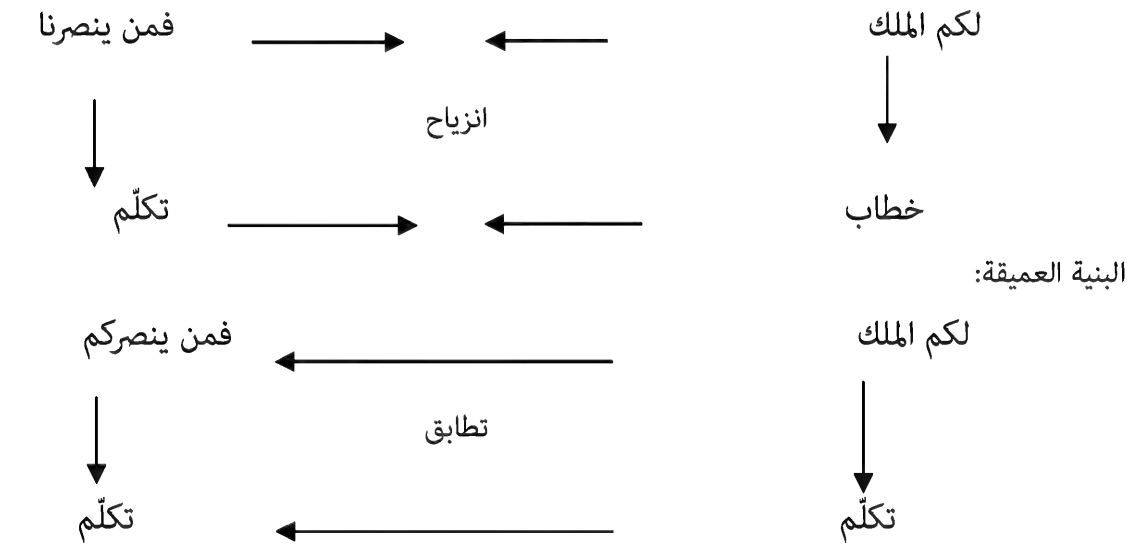 لكم الملك فمن ينصرنا
انزياح
خطاب تكلّم
البنية العميقة:
لكم الملك فمن ينصركم
تطابق
تكلّم تكلّم